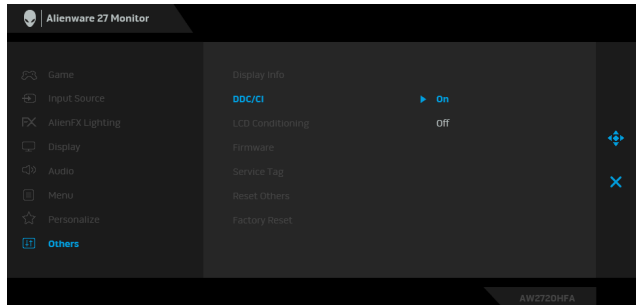 Alienware 27 Monitor
Game
Input Source
AlienFX Lighting
Display
Audio
Menu
Personalize
Others
Display Info
DDC/CI
LCD Conditioning
Firmware
Service Tag
Reset Others
Factory Reset
On
Off
AW2720HFA